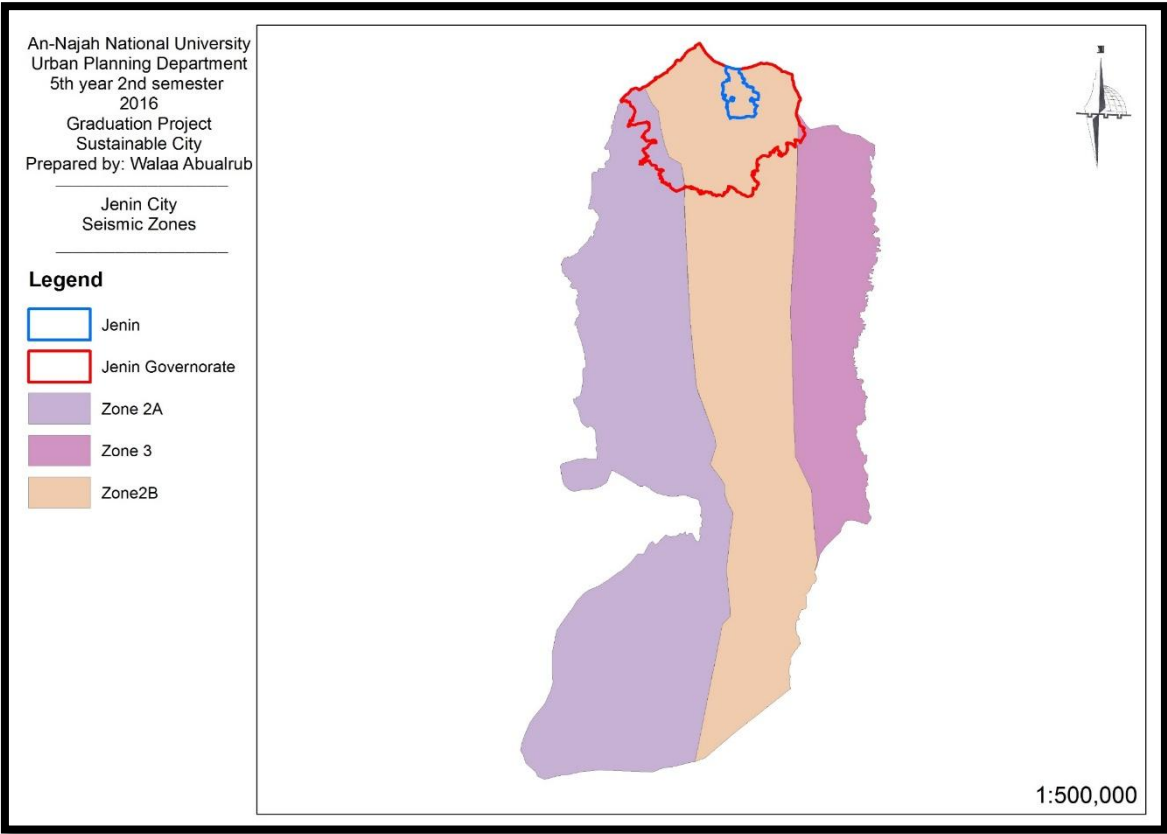 An-Najah National University
Urban Planning Department
5th year 2nd semester
2016
Graduation Project
Sustainable City
Prepared by: Walaa Abualrub
Jenin City
Seismic Zones
Legend
Jenin
Jenin Governorate
Zone 2A
Zone 3
Zone2B
1:500,000